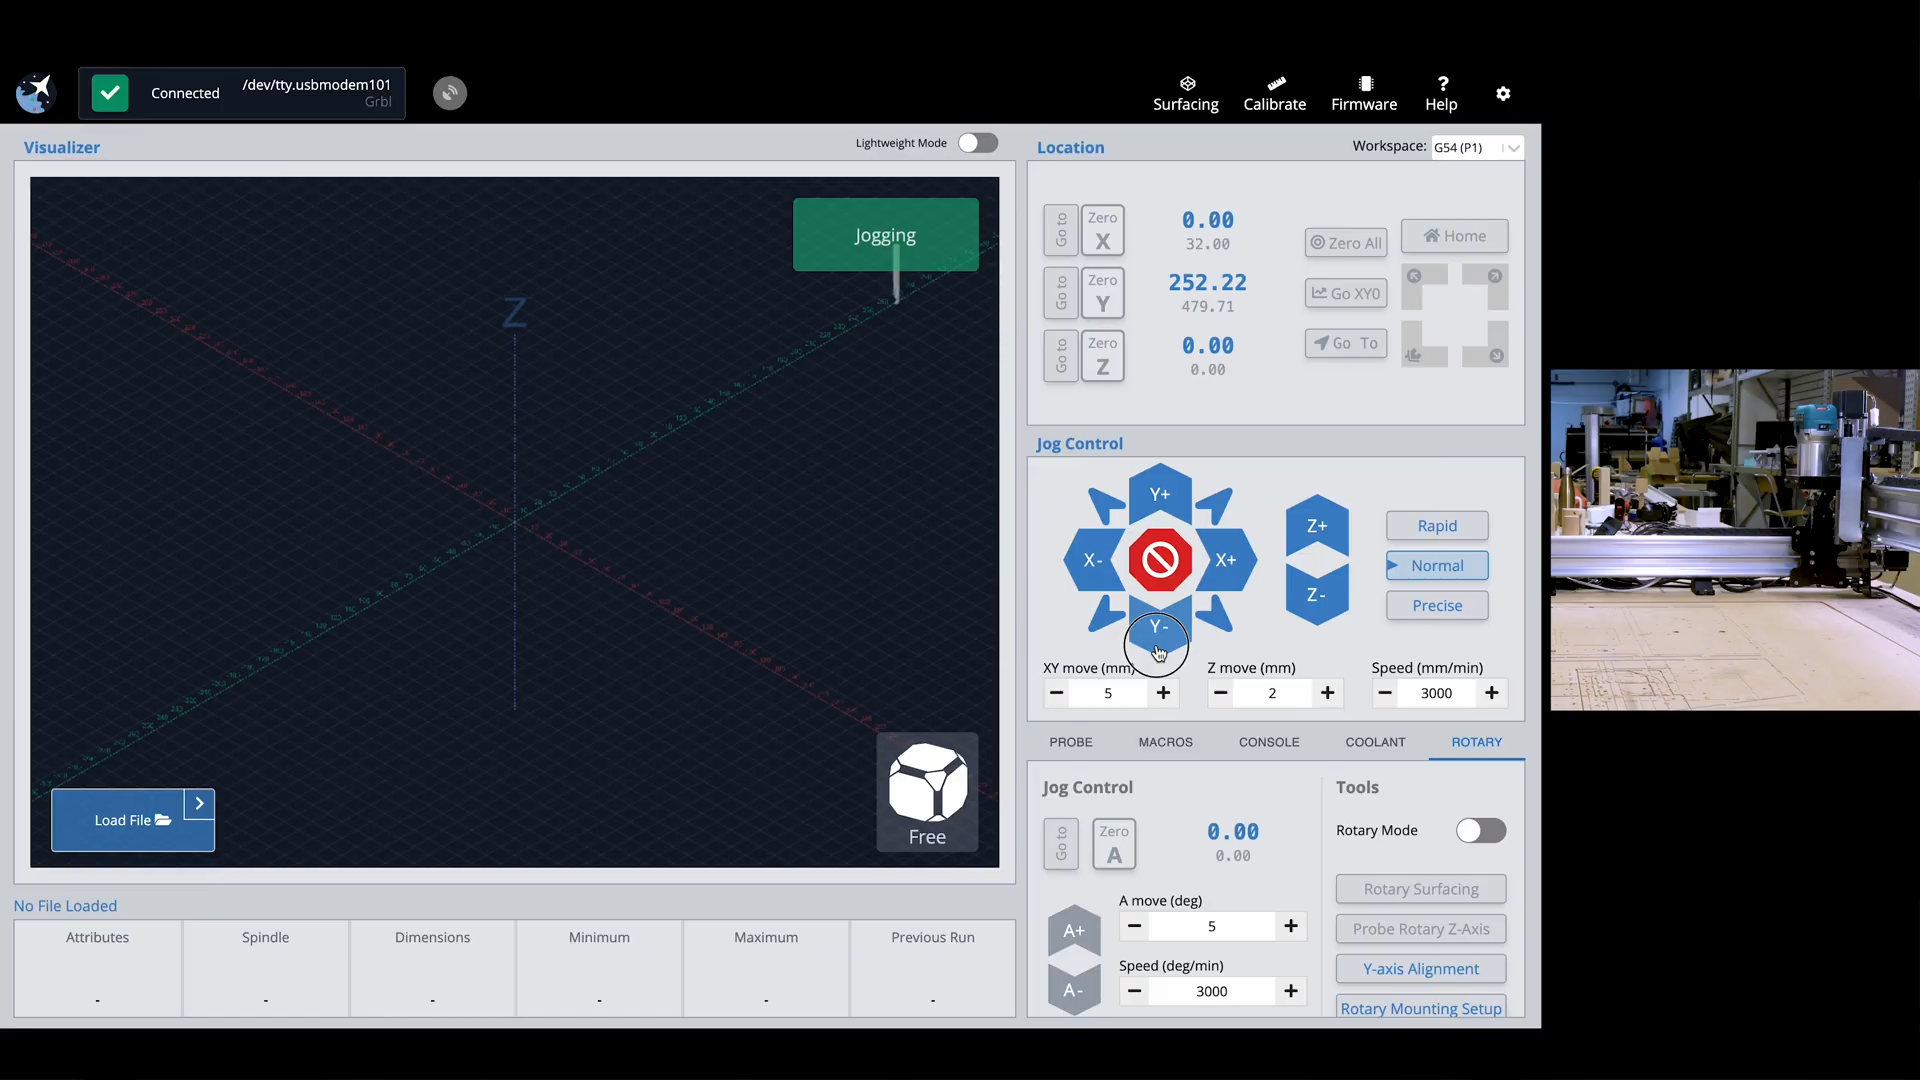 Connected
/dev/tty.usbmodem101
Grbl
Surfacing
Calibrate
Firmware
Help
Visualizer
Lightweight Mode
Jogging
Z
Load File
Free
Location
Workspace: G54 (P1)
Go to
Zero X
0.00
32.00
Go to
Zero Y
252.22
479.71
Go to
Zero Z
0.00
0.00
Zero All
Go XY0
Go To
Home
Jog Control
Y+
X-
X+
Y-
Z+
Z-
Rapid
Normal
Precise
XY move (mm)
5
Z move (mm)
2
Speed (mm/min)
3000
PROBE
MACROS
CONSOLE
COOLANT
ROTARY
Jog Control
Go to
Zero A
0.00
0.00
A+
A-
A move (deg)
5
Speed (deg/min)
3000
Tools
Rotary Mode
Rotary Surfacing
Probe Rotary Z-Axis
Y-axis Alignment
Rotary Mounting Setup
No File Loaded
Attributes
-
Spindle
-
Dimensions
-
Minimum
-
Maximum
-
Previous Run
-